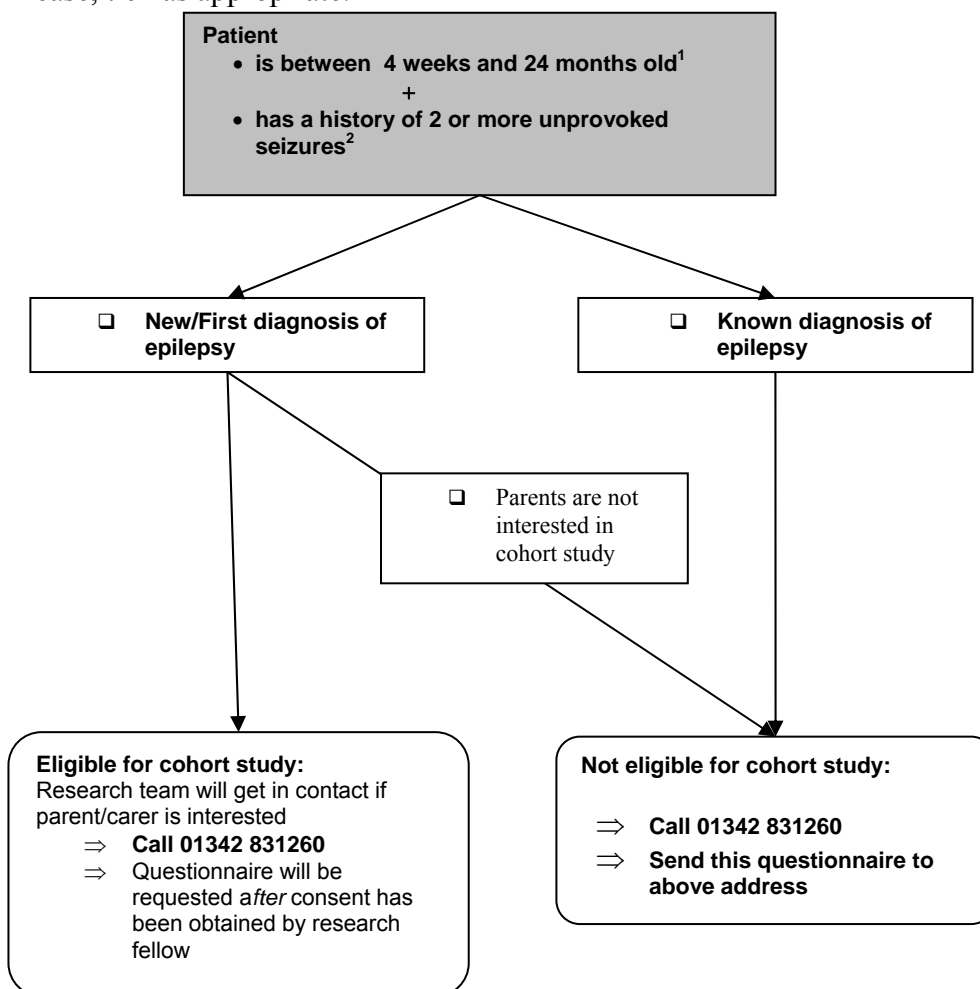 Patient
• is between 4 weeks and 24 months old¹
+
• has a history of 2 or more unprovoked
seizures²
❑ New/First diagnosis of
epilepsy
❑ Known diagnosis of
epilepsy
❑ Parents are not
interested in
cohort study
Eligible for cohort study:
Research team will get in contact if
parent/carer is interested
⇒ Call 01342 831260
⇒ Questionnaire will be
requested after consent has
been obtained by research
fellow
Not eligible for cohort study:
⇒ Call 01342 831260
⇒ Send this questionnaire to
above address